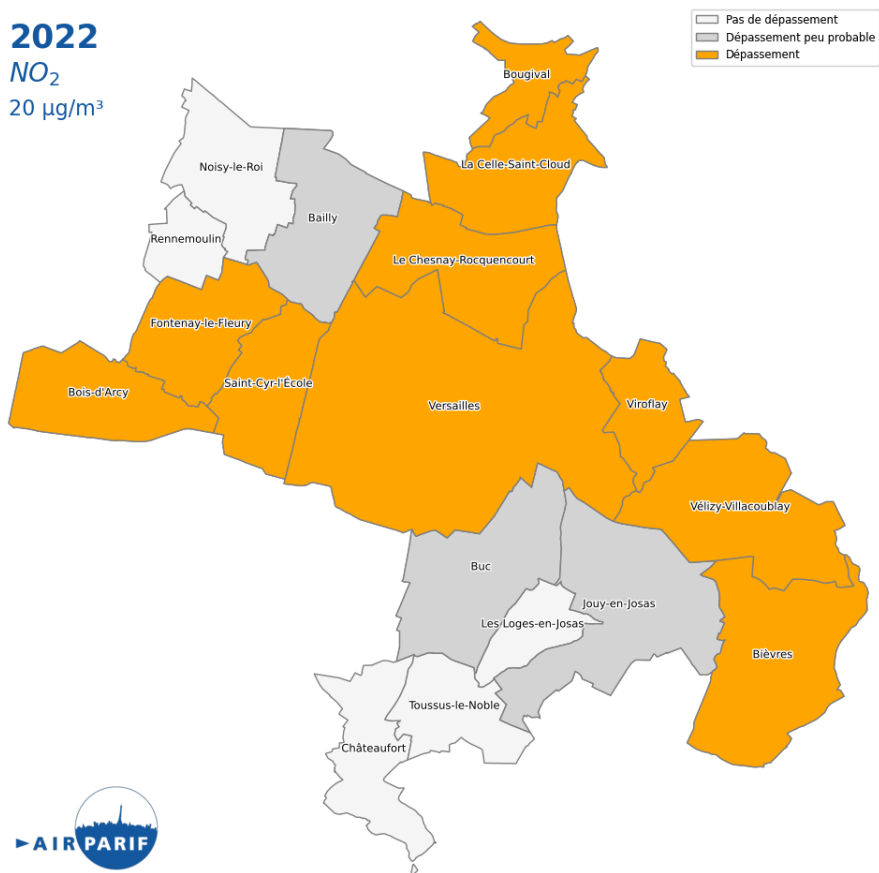 2022
NO₂
20 µg/m³
Pas de dépassement
Dépassement peu probable
Dépassement
Bougival
La Celle-Saint-Cloud
Noisy-le-Roi
Bailly
Rennemoulin
Le Chesnay-Rocquencourt
Fontenay-le-Fleury
Saint-Cyr-l'École
Bois-d'Arcy
Versailles
Viroflay
Vélizy-Villacoublay
Buc
Jouy-en-Josas
Les Loges-en-Josas
Bièvres
Toussus-le-Noble
Châteaufort
AIRPARIF